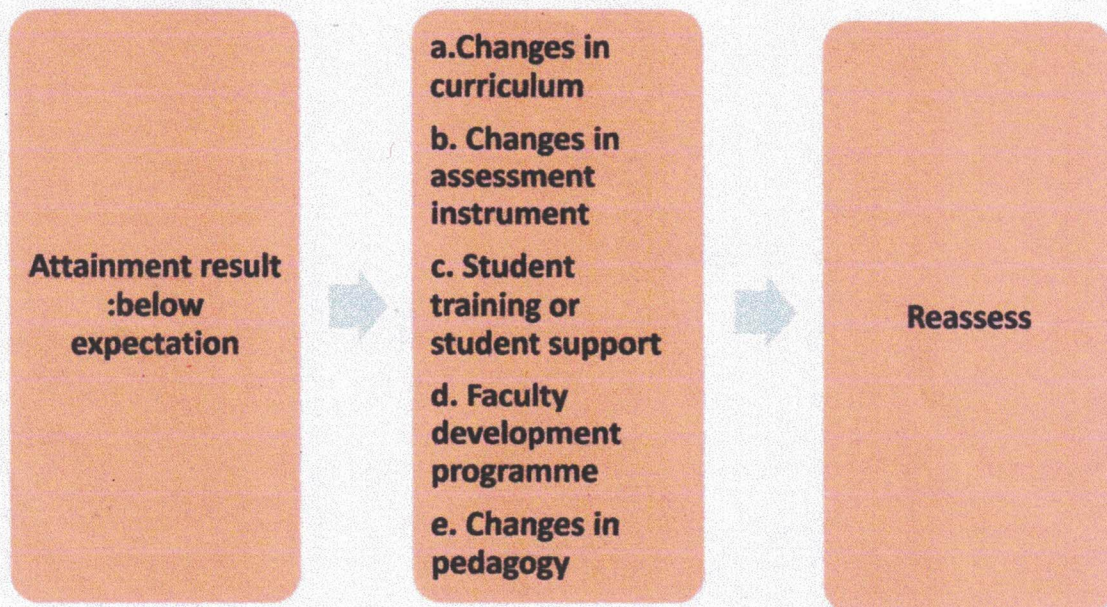 Attainment result
:below
expectation
a.Changes in
curriculum
b. Changes in
assessment
instrument
c. Student
training or
student support
d. Faculty
development
programme
e. Changes in
pedagogy
Reassess